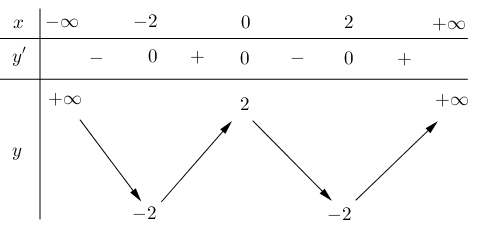 x −∞ −2 0 2 +∞
y′ − 0 + 0 − 0 +
+∞ 2 +∞
y
−2 −2